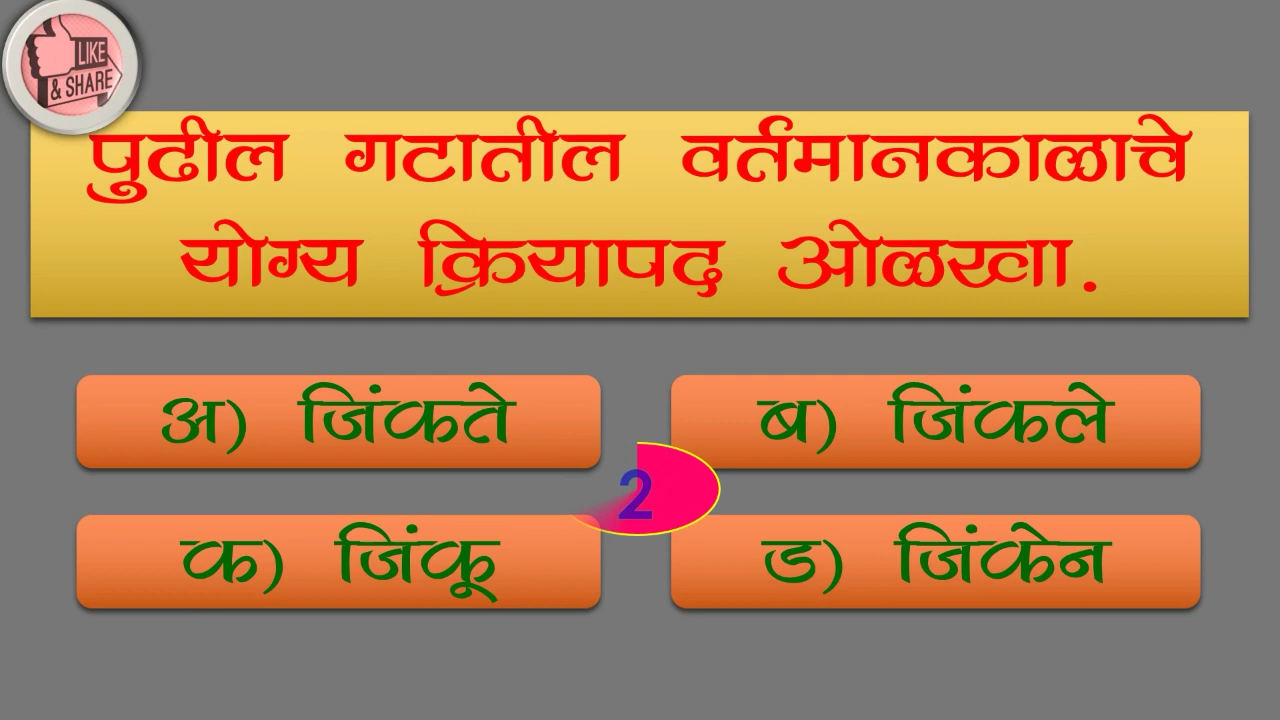 LIKE
& SHARE
पुढील गटातील वर्तमानकाळाचे
योग्य क्रियापद ओळखा.
अ) जिंकते
ब) जिंकले
2
क) जिंकू
ड) जिंकेन